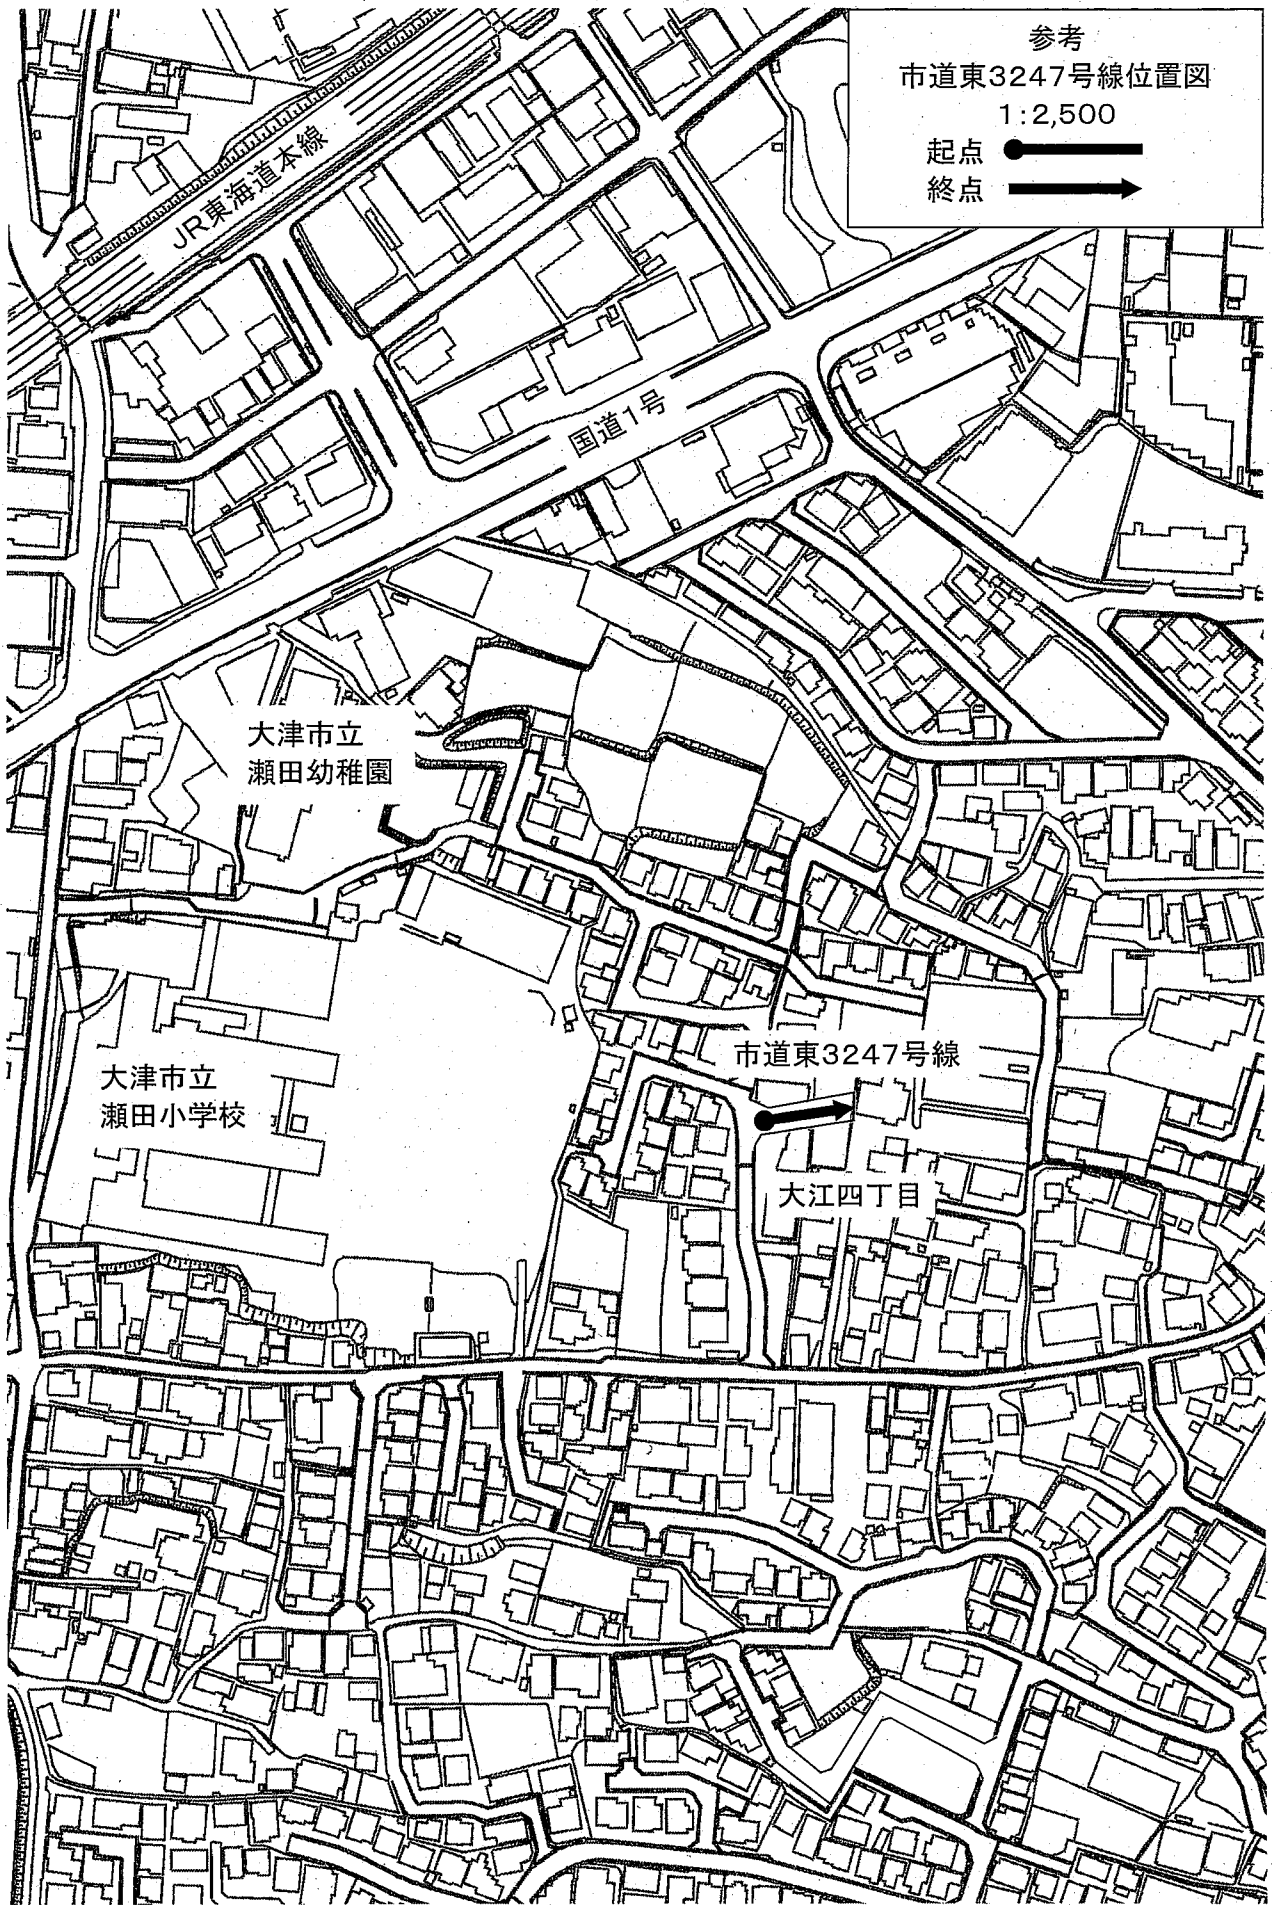 参考
市道東3247号線位置図
1:2,500
起点
終点
JR東海道本線
国道1号
大津市立
瀬田幼稚園
市道東3247号線
大津市立
瀬田小学校
大江四丁目